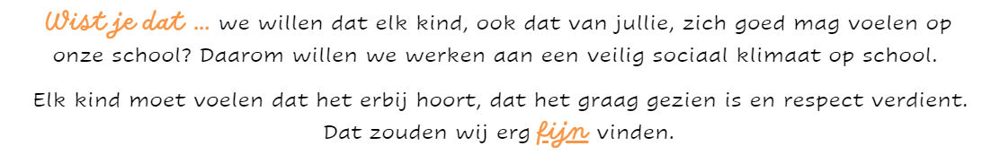 Wist je dat ... we willen dat elk kind, ook dat van jullie, zich goed mag voelen op
onze school? Daarom willen we werken aan een veilig sociaal klimaat op school.
Elk kind moet voelen dat het erbij hoort, dat het graag gezien is en respect verdient.
Dat zouden wij erg fijn vinden.